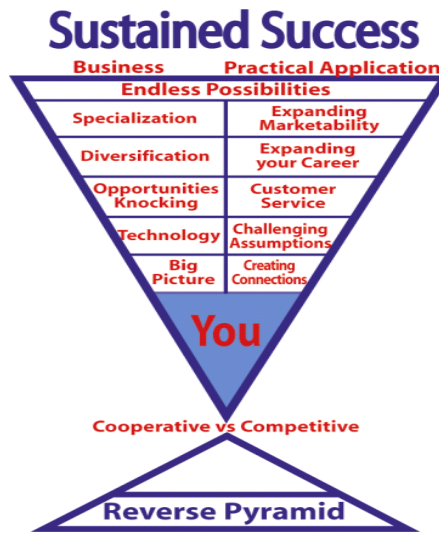 Sustained Success
Business Practical Application
Endless Possibilities
Specialization
Expanding
Marketability
Diversification
Expanding
your Career
Opportunities
Knocking
Customer
Service
Technology
Challenging
Assumptions
Big
Picture
Creating
Connections
You
Cooperative vs Competitive
Reverse Pyramid